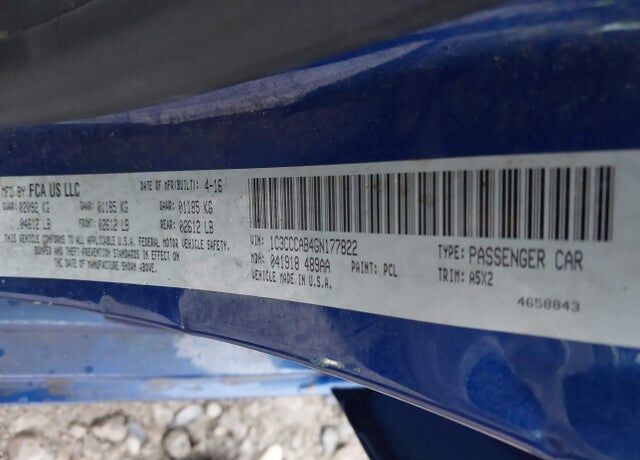 MFD BY FCA US LLC DATE OF MFR(BUILT): 4-16
GVWR: 02092 KG GAWR: 01185 KG GAWR: 01185 KG
04612 LB FRONT: 02612 LB REAR: 02612 LB
THIS VEHICLE CONFORMS TO ALL APPLICABLE U.S.A. FEDERAL MOTOR VEHICLE SAFETY,
BUMPER AND THEFT PREVENTION STANDARDS IN EFFECT ON
THE DATE OF MANUFACTURE SHOWN ABOVE.
VIN: 1C3CCCAB4GN177822 TYPE: PASSENGER CAR
MDH: 041918 489AA PAINT: PCL TRIM: A5X2
VEHICLE MADE IN U.S.A. 4658843